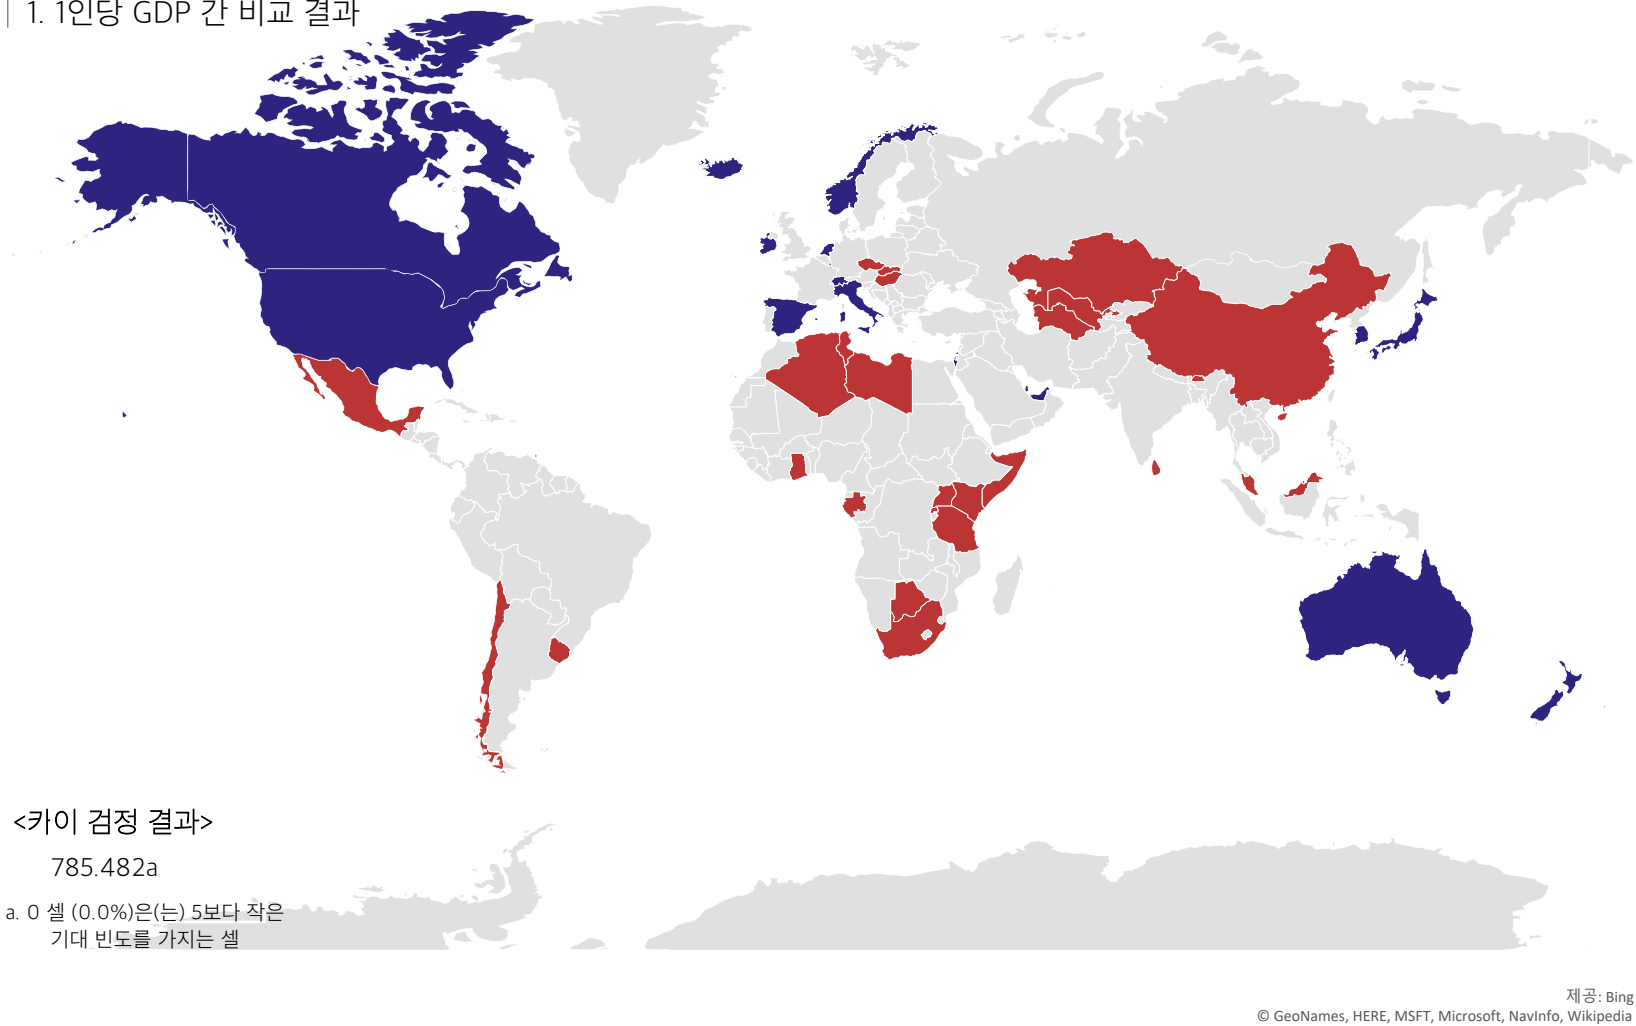 1. 1인당 GDP 간 비교 결과
<카이 검정 결과>
785.482a
a. 0 셀 (0.0%)은(는) 5보다 작은
기대 빈도를 가지는 셀
제공: Bing
© GeoNames, HERE, MSFT, Microsoft, NavInfo, Wikipedia